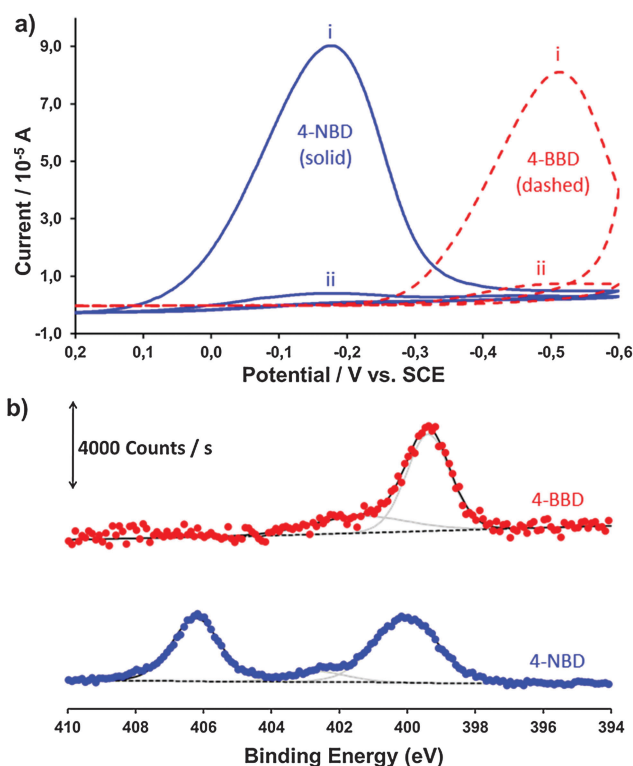 a)
9,0
7,0
5,0
3,0
1,0
-1,0
Current / 10-5 A
i
4-NBD
(solid)
ii
i
4-BBD
(dashed)
ii
0,2 0,1 0,0 -0,1 -0,2 -0,3 -0,4 -0,5 -0,6
Potential / V vs. SCE
b)
4000 Counts / s
4-BBD
4-NBD
410 408 406 404 402 400 398 396 394
Binding Energy (eV)